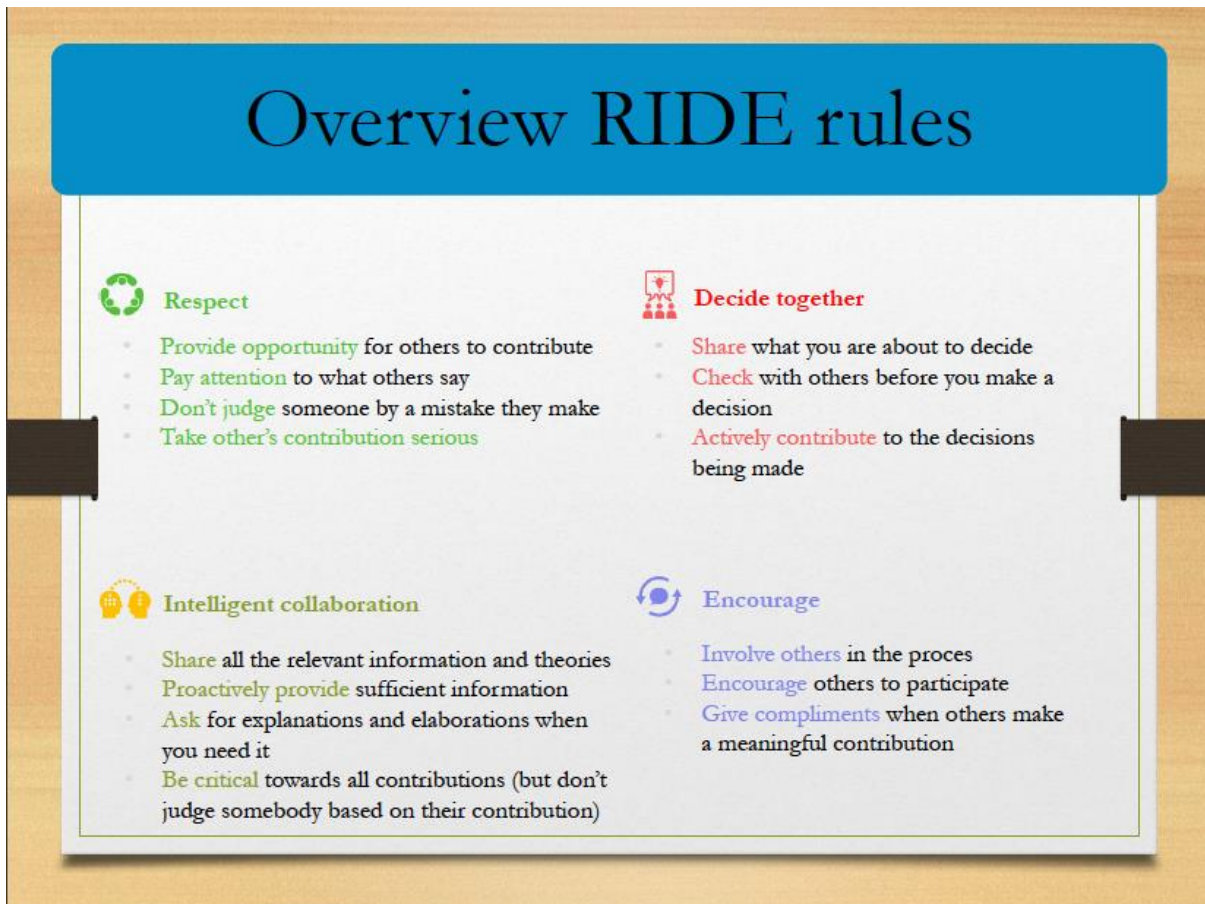 Overview RIDE rules
Respect
Provide opportunity for others to contribute
Pay attention to what others say
Don't judge someone by a mistake they make
Take other's contribution serious
Decide together
Share what you are about to decide
Check with others before you make a
decision
Actively contribute to the decisions
being made
Intelligent collaboration
Share all the relevant information and theories
Proactively provide sufficient information
Ask for explanations and elaborations when
you need it
Be critical towards all contributions (but don't
judge somebody based on their contribution)
Encourage
Involve others in the proces
Encourage others to participate
Give compliments when others make
a meaningful contribution